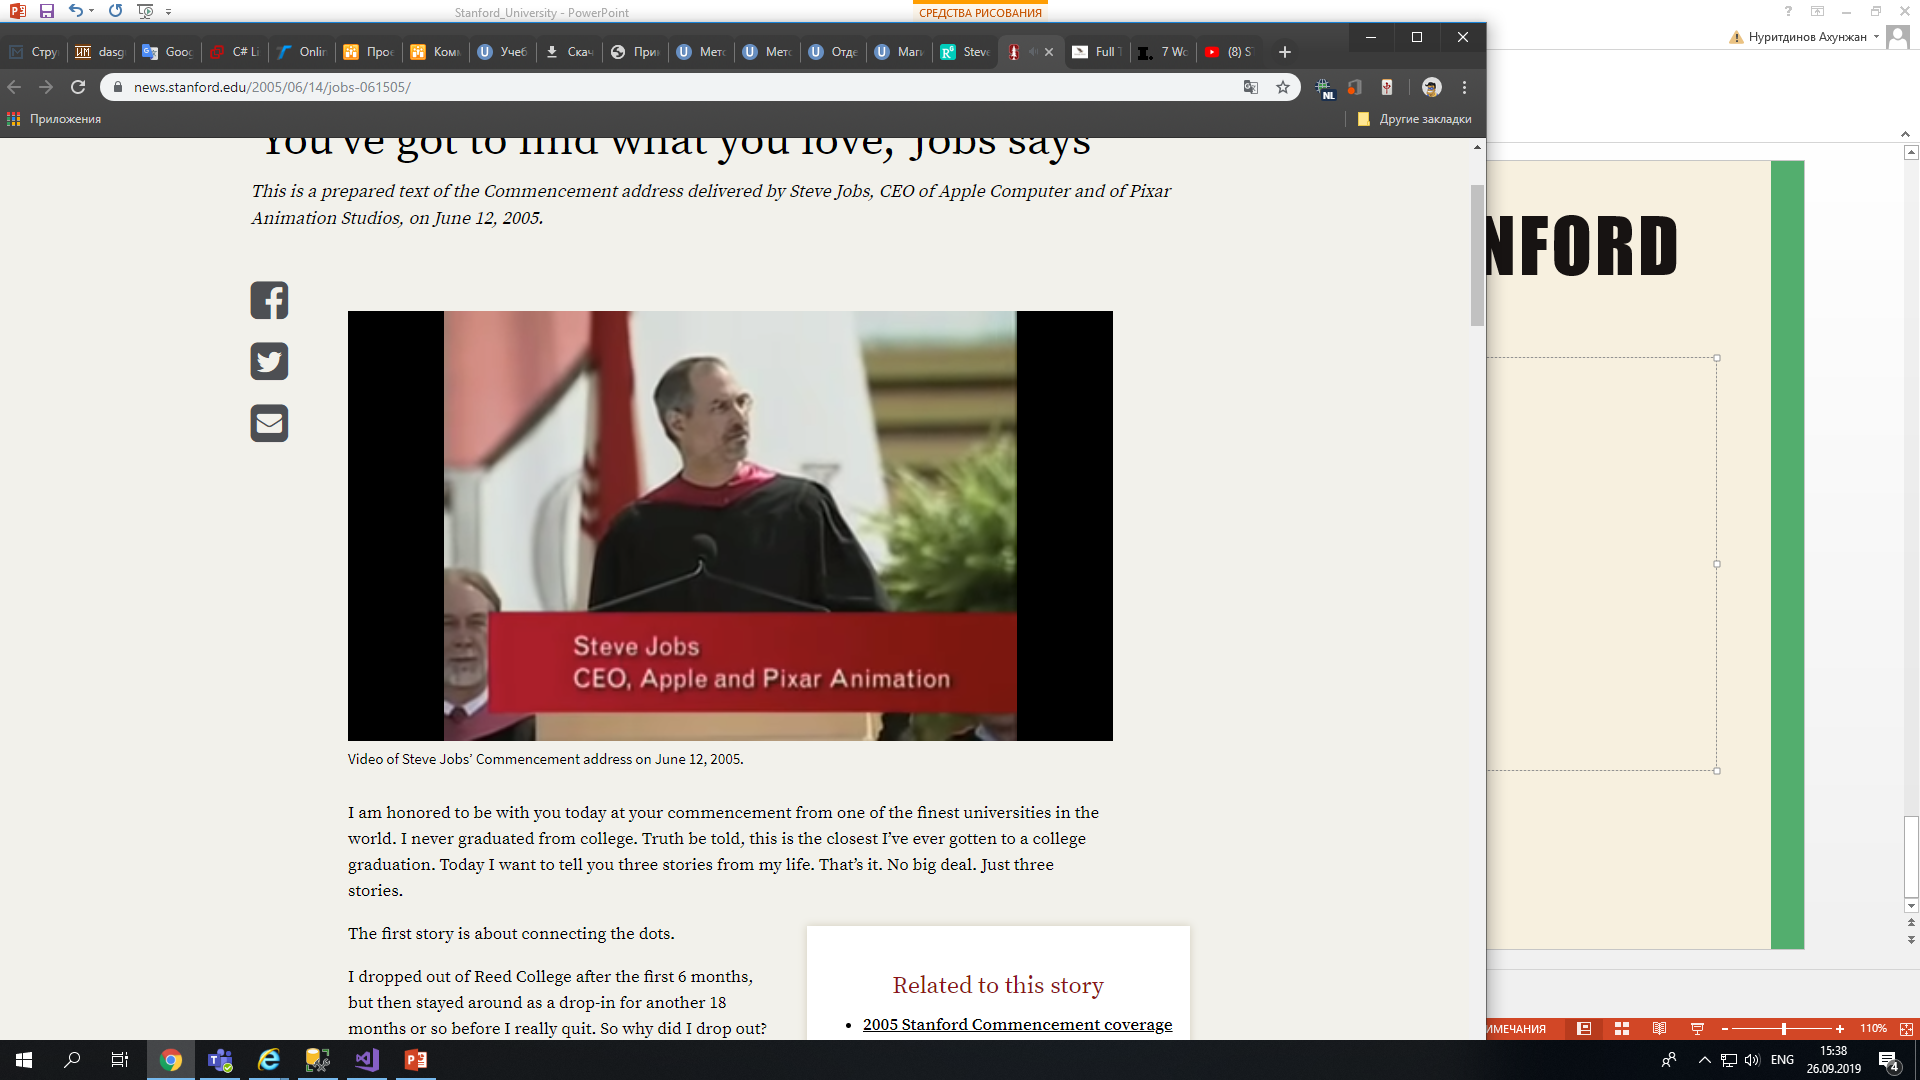 Stanford_University - PowerPoint
СРЕДСТВА РИСОВАНИЯ
Нуритдинов Ахунжан
Стру
dasg
Goo
C# Li
Onlin
Прое
Комм
Учеб
Скач
При
Мето
Мето
Отде
Маги
Steve
Full T
7 Wo
(8) S
news.stanford.edu/2005/06/14/jobs-061505/
NL
Приложения
Другие закладки
'You've got to find what you love,' Jobs says
This is a prepared text of the Commencement address delivered by Steve Jobs, CEO of Apple Computer and of Pixar
Animation Studios, on June 12, 2005.
NFORD
Steve Jobs
CEO, Apple and Pixar Animation
Video of Steve Jobs’ Commencement address on June 12, 2005.
I am honored to be with you today at your commencement from one of the finest universities in the
world. I never graduated from college. Truth be told, this is the closest I’ve ever gotten to a college
graduation. Today I want to tell you three stories from my life. That’s it. No big deal. Just three
stories.
The first story is about connecting the dots.
I dropped out of Reed College after the first 6 months,
but then stayed around as a drop-in for another 18
months or so before I really quit. So why did I drop out?
Related to this story
• 2005 Stanford Commencement coverage
ИМЕЧАНИЯ
110%
ENG
15:38
26.09.2019
4